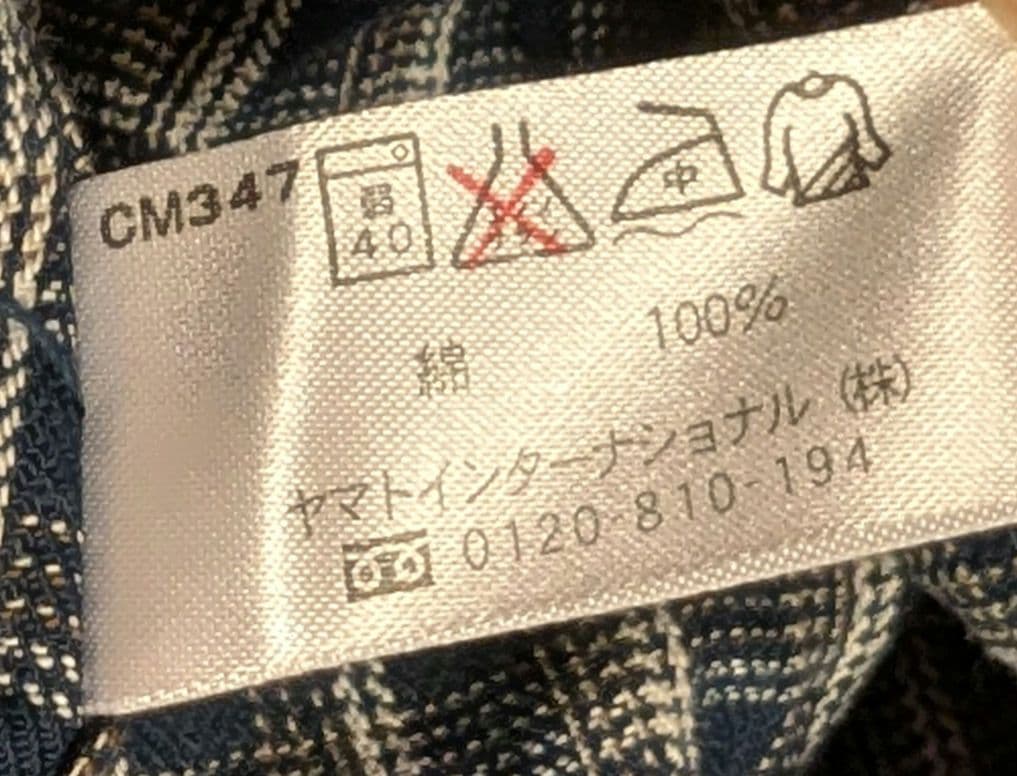 CM347
弱
40
中
綿 100%
ヤマトインターナショナル (株)
0120-810-194